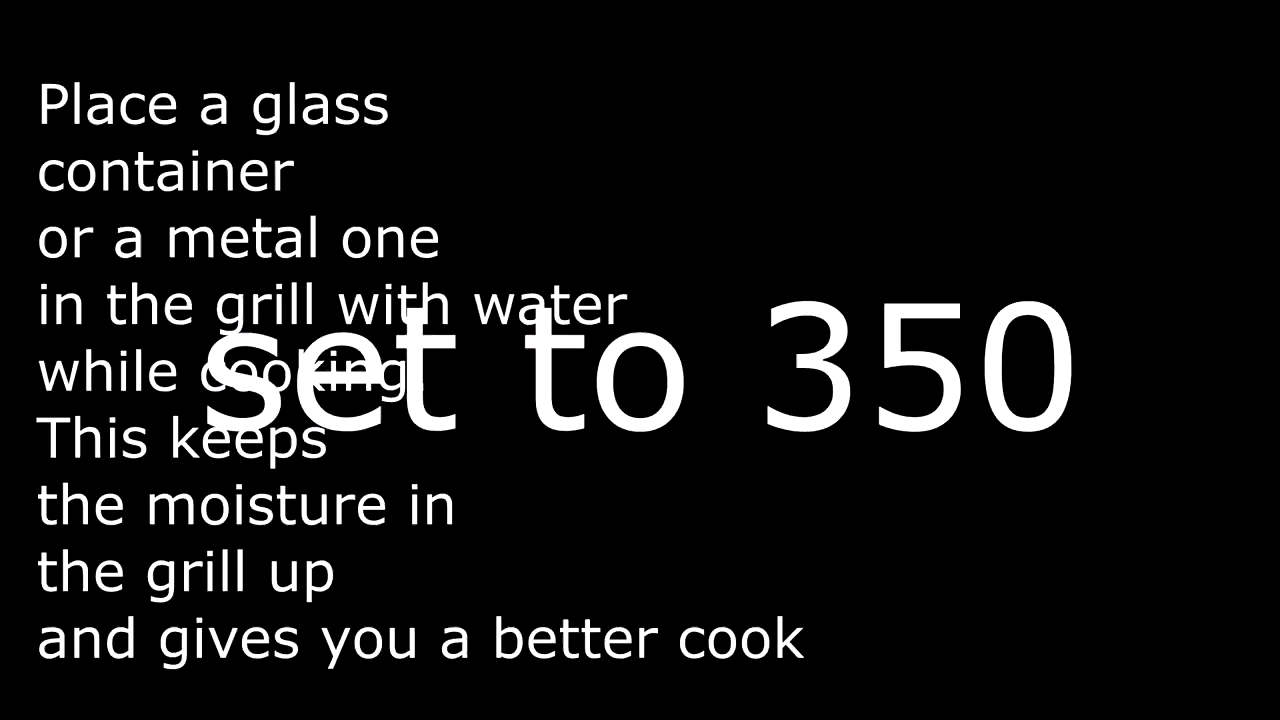 Place a glass
container
or a metal one
in the grill with water
while cooking.
This keeps
the moisture in
the grill up
and gives you a better cook
set to 350